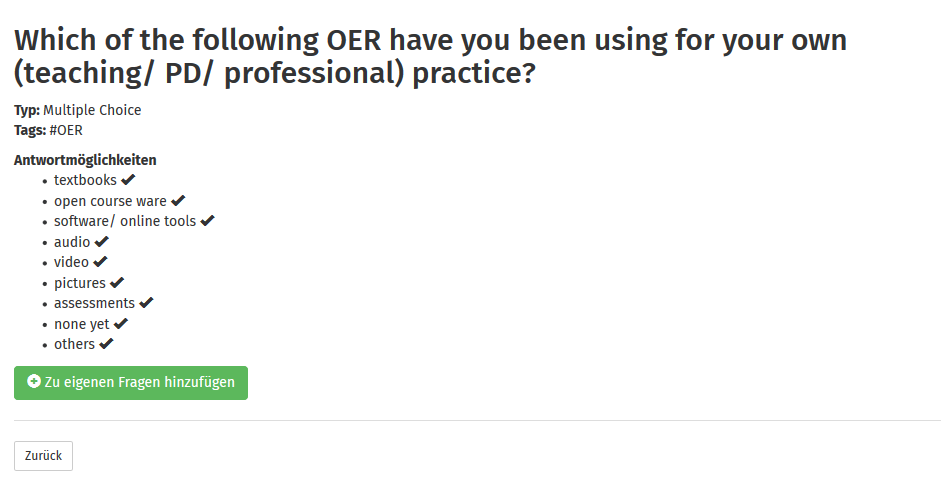 Which of the following OER have you been using for your own
(teaching/ PD/ professional) practice?
Typ: Multiple Choice
Tags: #OER
Antwortmöglichkeiten
• textbooks ✔
• open course ware ✔
• software/ online tools ✔
• audio ✔
• video ✔
• pictures ✔
• assessments ✔
• none yet ✔
• others ✔
Zu eigenen Fragen hinzufügen
Zurück